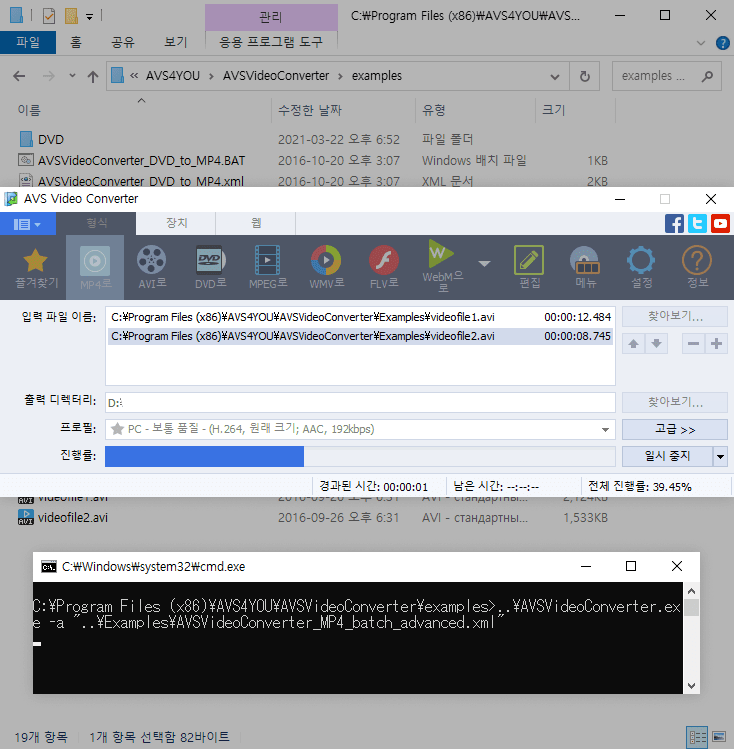 관리
C:\Program Files (x86)\AVS4YOU\AVS...
파일 홈 공유 보기 응용 프로그램 도구
« AVS4YOU > AVSVideoConverter > examples
examples ...
이름 수정한 날짜 유형 크기
DVD 2021-03-22 오후 6:52 파일 폴더
AVSVideoConverter_DVD_to_MP4.BAT 2016-10-20 오후 3:07 Windows 배치 파일 1KB
AVSVideoConverter_DVD_to_MP4.xml 2016-10-20 오후 3:07 XML 문서 2KB
AVS Video Converter
형식 장치 웹
즐겨찾기 MP4로 AVI로 DVD로 MPEG로 WMV로 FLV로 WebM으로 편집 메뉴 설정 정보
입력 파일 이름: C:\Program Files (x86)\AVS4YOU\AVSVideoConverter\Examples\videofile1.avi 00:00:12.484 찾아보기...
C:\Program Files (x86)\AVS4YOU\AVSVideoConverter\Examples\videofile2.avi 00:00:08.745
출력 디렉터리: D:\ 찾아보기...
프로필: PC - 보통 품질 - (H.264, 원래 크기; AAC, 192kbps) 고급 >>
진행률: 일시 중지
경과된 시간: 00:00:01 남은 시간: --:--:-- 전체 진행률: 39.45%
videofile1.avi 2016-09-26 오후 6:31 AVI - стандартны... 2,124KB
videofile2.avi 2016-09-26 오후 6:31 AVI - стандартны... 1,533KB
C:\Windows\system32\cmd.exe
C:\Program Files (x86)\AVS4YOU\AVSVideoConverter\examples>..\AVSVideoConverter.ex
e -a "..\Examples\AVSVideoConverter_MP4_batch_advanced.xml"
19개 항목 1개 항목 선택함 82바이트